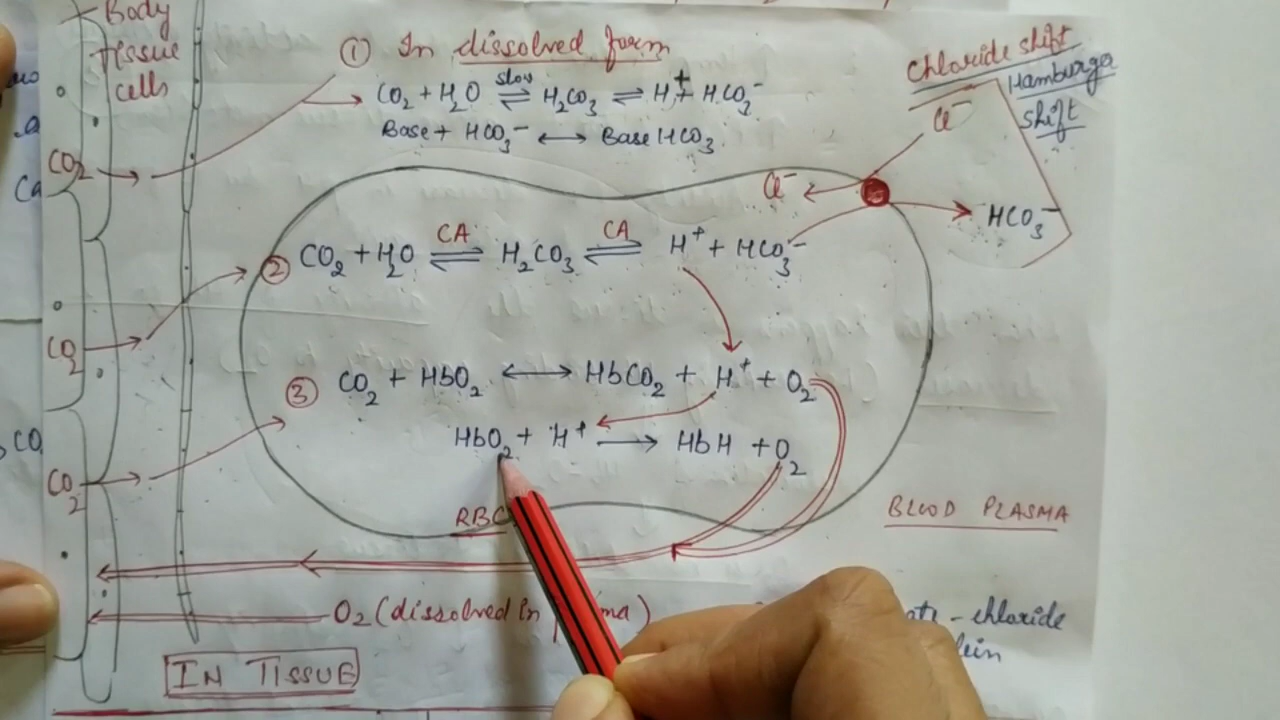 Body
Tissue
cells
① In dissolved form
CO₂ + H₂O slow ⇌ H₂CO₃ ⇌ H⁺ + HCO₃⁻
Base + HCO₃⁻ ⟷ Base HCO₃
Chloride shift
Hamburger
shift
Cl⁻
Cl⁻
HCO₃⁻
CO₂
② CO₂ + H₂O CA ⇌ H₂CO₃ CA ⇌ H⁺ + HCO₃⁻
CO₂
③ CO₂ + HbO₂ ⟷ HbCO₂ + H⁺ + O₂
HbO₂ + H⁺ ⟶ HbH + O₂
CO₂
RBC
BLOOD PLASMA
O₂ (dissolved in
IN TISSUE
- chloride